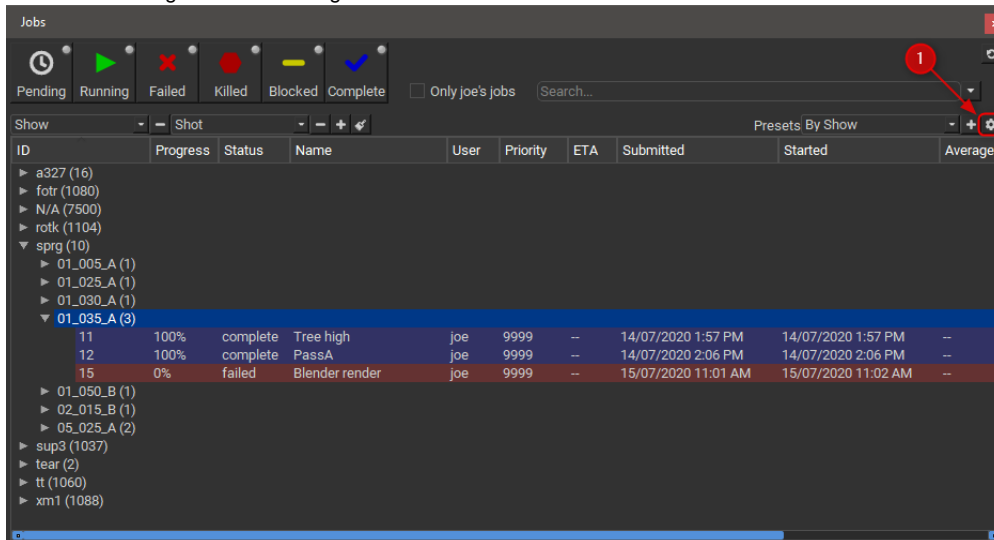 Jobs
1
Pending Running Failed Killed Blocked Complete Only joe's jobs Search...
Show Shot Presets By Show
ID Progress Status Name User Priority ETA Submitted Started Average
a327 (16)
fotr (1080)
N/A (7500)
rotk (1104)
sprg (10)
01_005_A (1)
01_025_A (1)
01_030_A (1)
01_035_A (3)
11 100% complete Tree high joe 9999 -- 14/07/2020 1:57 PM 14/07/2020 1:57 PM --
12 100% complete PassA joe 9999 -- 14/07/2020 2:06 PM 14/07/2020 2:06 PM --
15 0% failed Blender render joe 9999 -- 15/07/2020 11:01 AM 15/07/2020 11:02 AM --
01_050_B (1)
02_015_B (1)
05_025_A (2)
sup3 (1037)
tear (2)
tt (1060)
xm1 (1088)